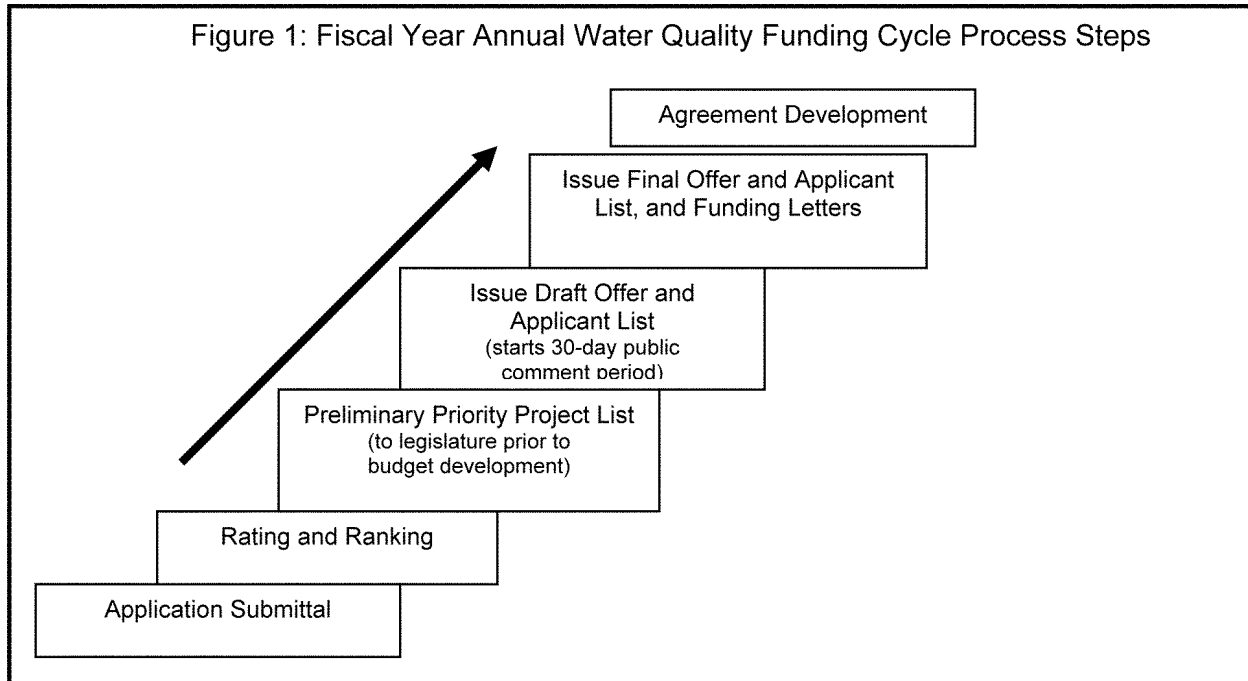 Figure 1: Fiscal Year Annual Water Quality Funding Cycle Process Steps
Agreement Development
Issue Final Offer and Applicant
List, and Funding Letters
Issue Draft Offer and
Applicant List
(starts 30-day public
comment period)
Preliminary Priority Project List
(to legislature prior to
budget development)
Rating and Ranking
Application Submittal